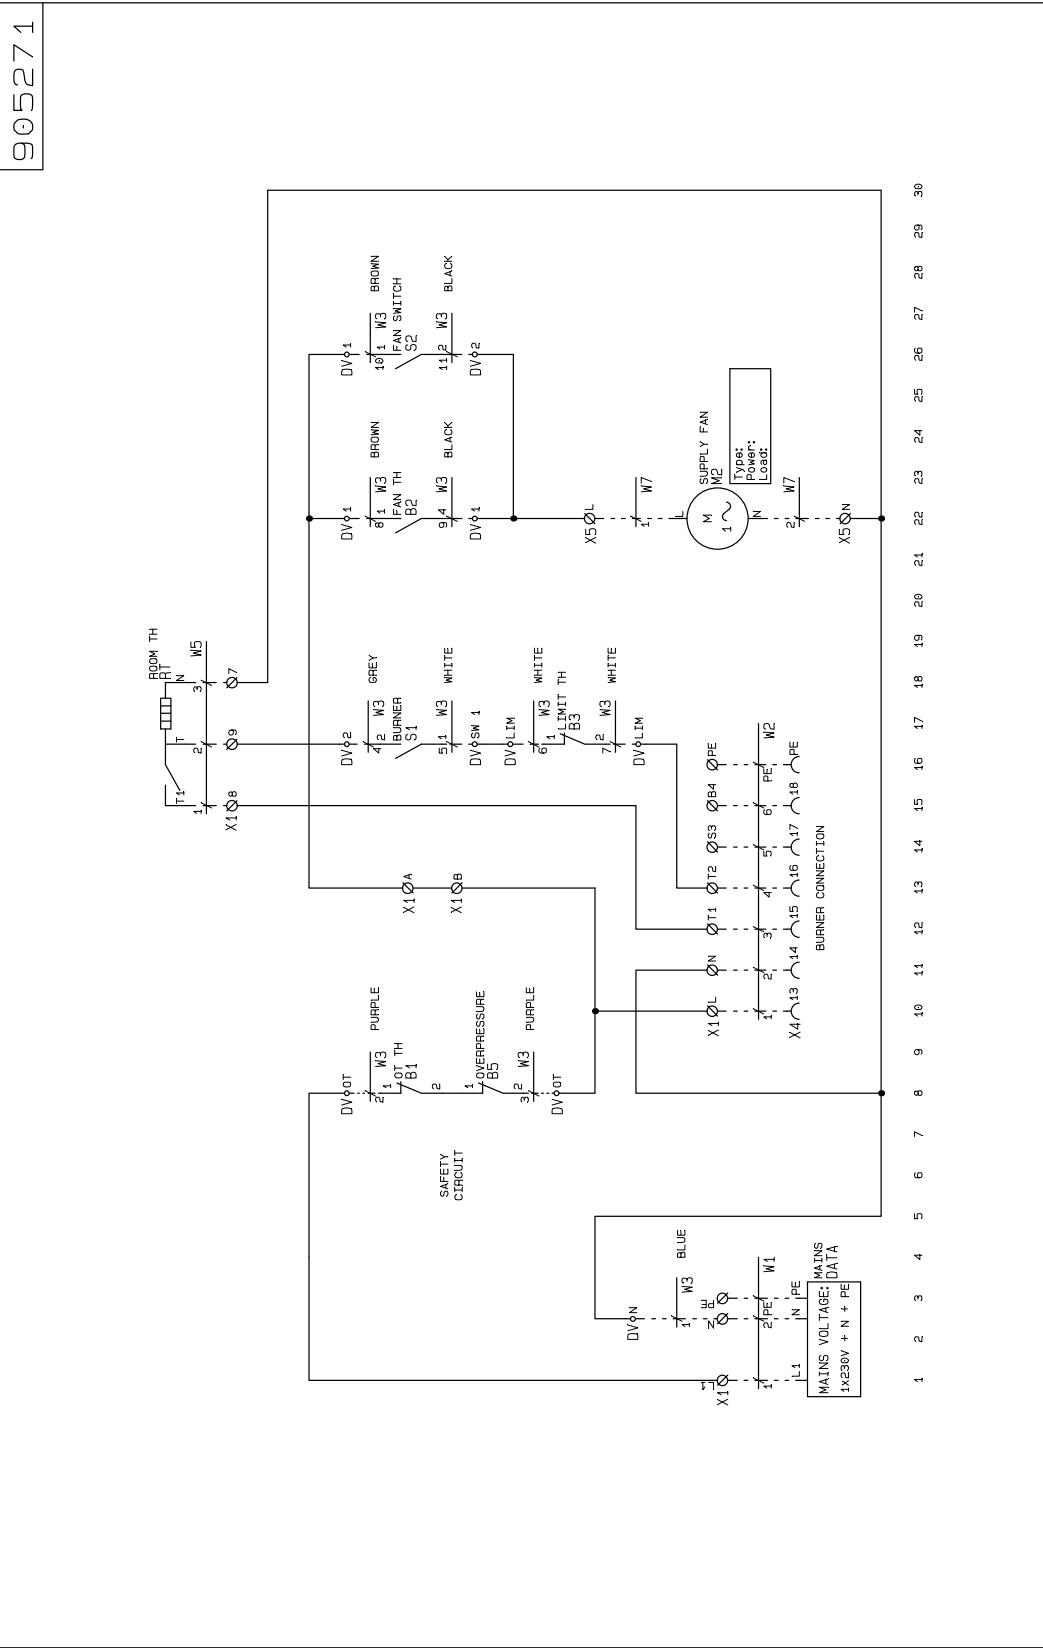 905271
ROOM TH
RT
T1
T
N
1
2
3
W5
X1
8
9
7
DV
OT
PURPLE
W3
2
1
OT TH
B1
2
1
OVERPRESSURE
B5
2
3
W3
PURPLE
DV
OT
SAFETY
CIRCUIT
X1
A
X1
B
DV
2
GREY
W3
4
2
BURNER
S1
5
1
W3
WHITE
DV
SW 1
DV
LIM
WHITE
W3
6
1
LIMIT TH
B3
2
7
W3
WHITE
DV
LIM
DV
1
BROWN
W3
8
1
FAN TH
B2
9
4
W3
BLACK
DV
1
DV
1
BROWN
W3
10
1
FAN SWITCH
S2
11
2
W3
BLACK
DV
2
X5
L
W7
1
L
SUPPLY FAN
M2
M
1
N
Type:
Power:
Load:
W7
2
X5
N
DV
N
BLUE
W3
1
X1
L1
N
PE
W1
1
2
PE
L1
N
PE
MAINS VOLTAGE:
1x230V + N + PE
MAINS
DATA
X1
L
N
T1
T2
S3
B4
PE
W2
1
2
3
4
5
6
PE
X4
13
14
15
16
17
18
PE
BURNER CONNECTION
1
2
3
4
5
6
7
8
9
10
11
12
13
14
15
16
17
18
19
20
21
22
23
24
25
26
27
28
29
30